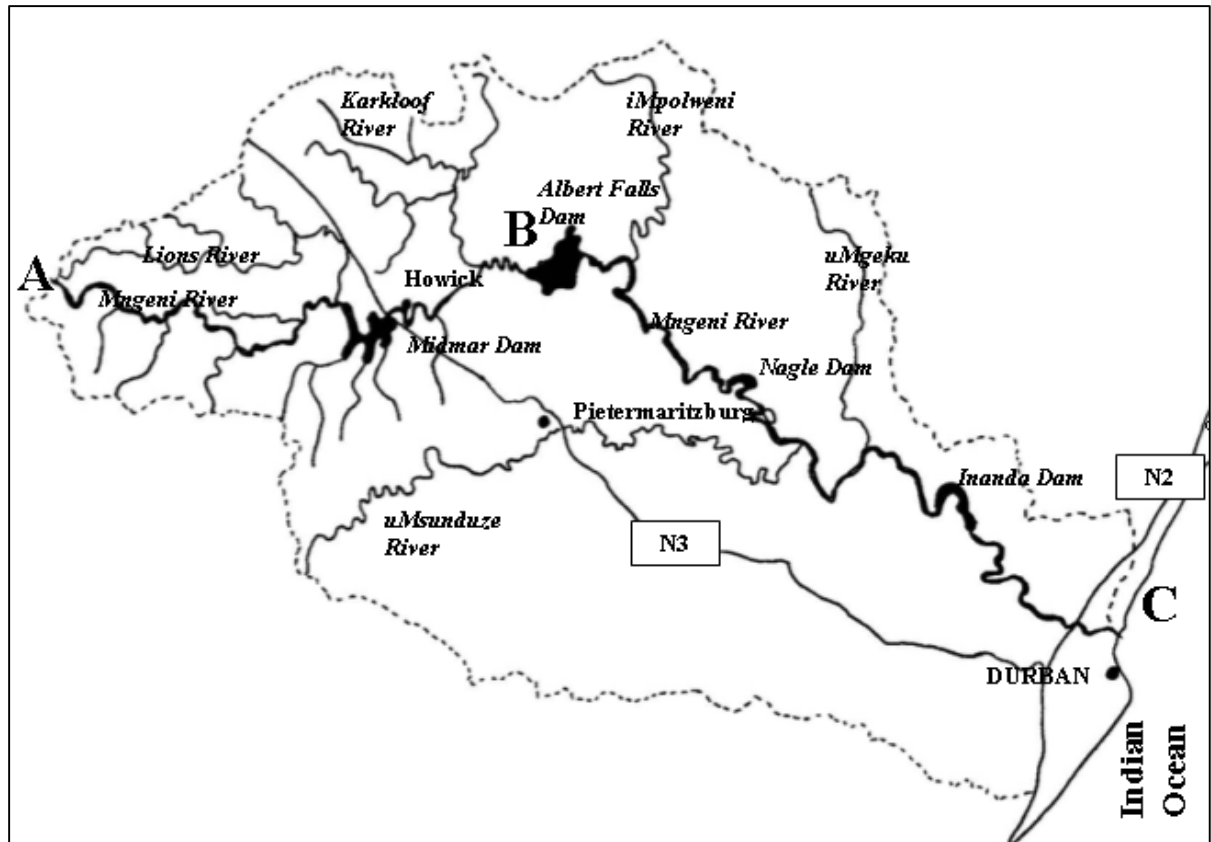 Karkloof
River
iMpolweni
River
Albert Falls
Dam
B
A
Lions River
uMgeku
River
Howick
Mngeni River
Mngeni River
Midmar Dam
Nagle Dam
Pietermaritzburg
Inanda Dam
N2
uMsunduze
River
N3
C
DURBAN
Indian
Ocean